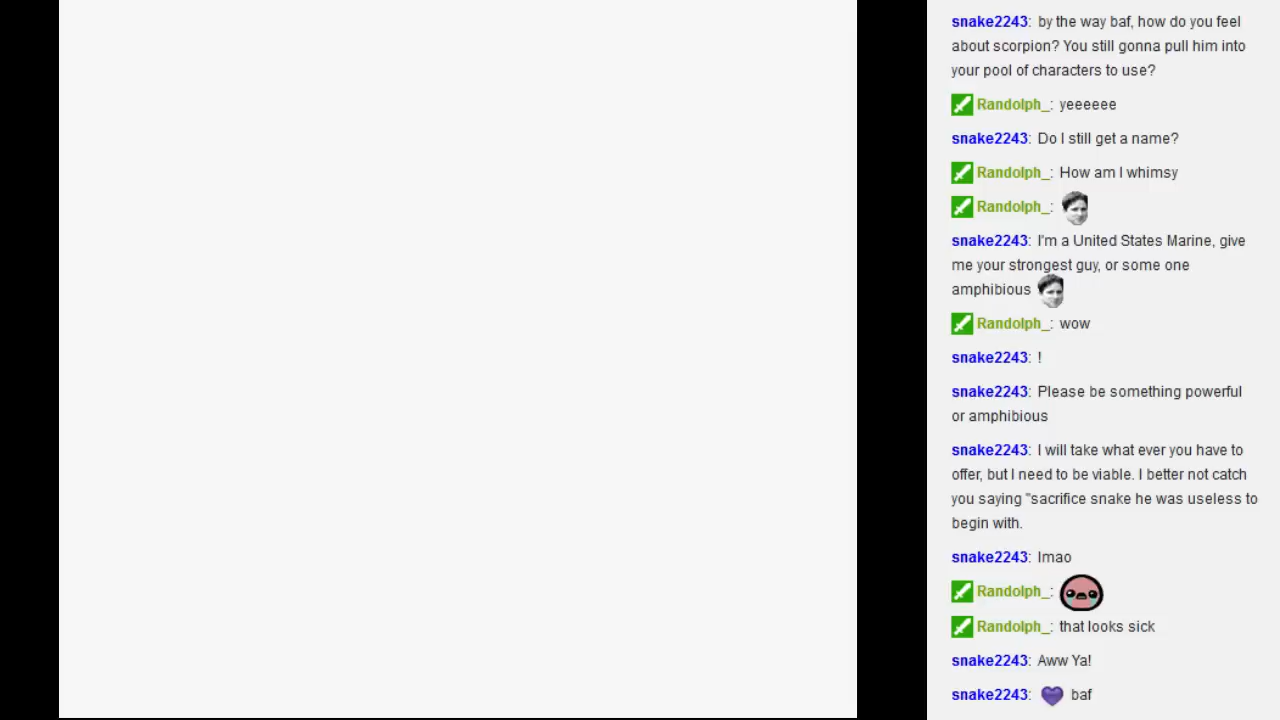 snake2243: by the way baf, how do you feel
about scorpion? You still gonna pull him into
your pool of characters to use?
Randolph_: yeeeeee
snake2243: Do I still get a name?
Randolph_: How am I whimsy
Randolph_:
snake2243: I'm a United States Marine, give
me your strongest guy, or some one
amphibious
Randolph_: wow
snake2243: !
snake2243: Please be something powerful
or amphibious
snake2243: I will take what ever you have to
offer, but I need to be viable. I better not catch
you saying "sacrifice snake he was useless to
begin with.
snake2243: lmao
Randolph_:
Randolph_: that looks sick
snake2243: Aww Ya!
snake2243: baf